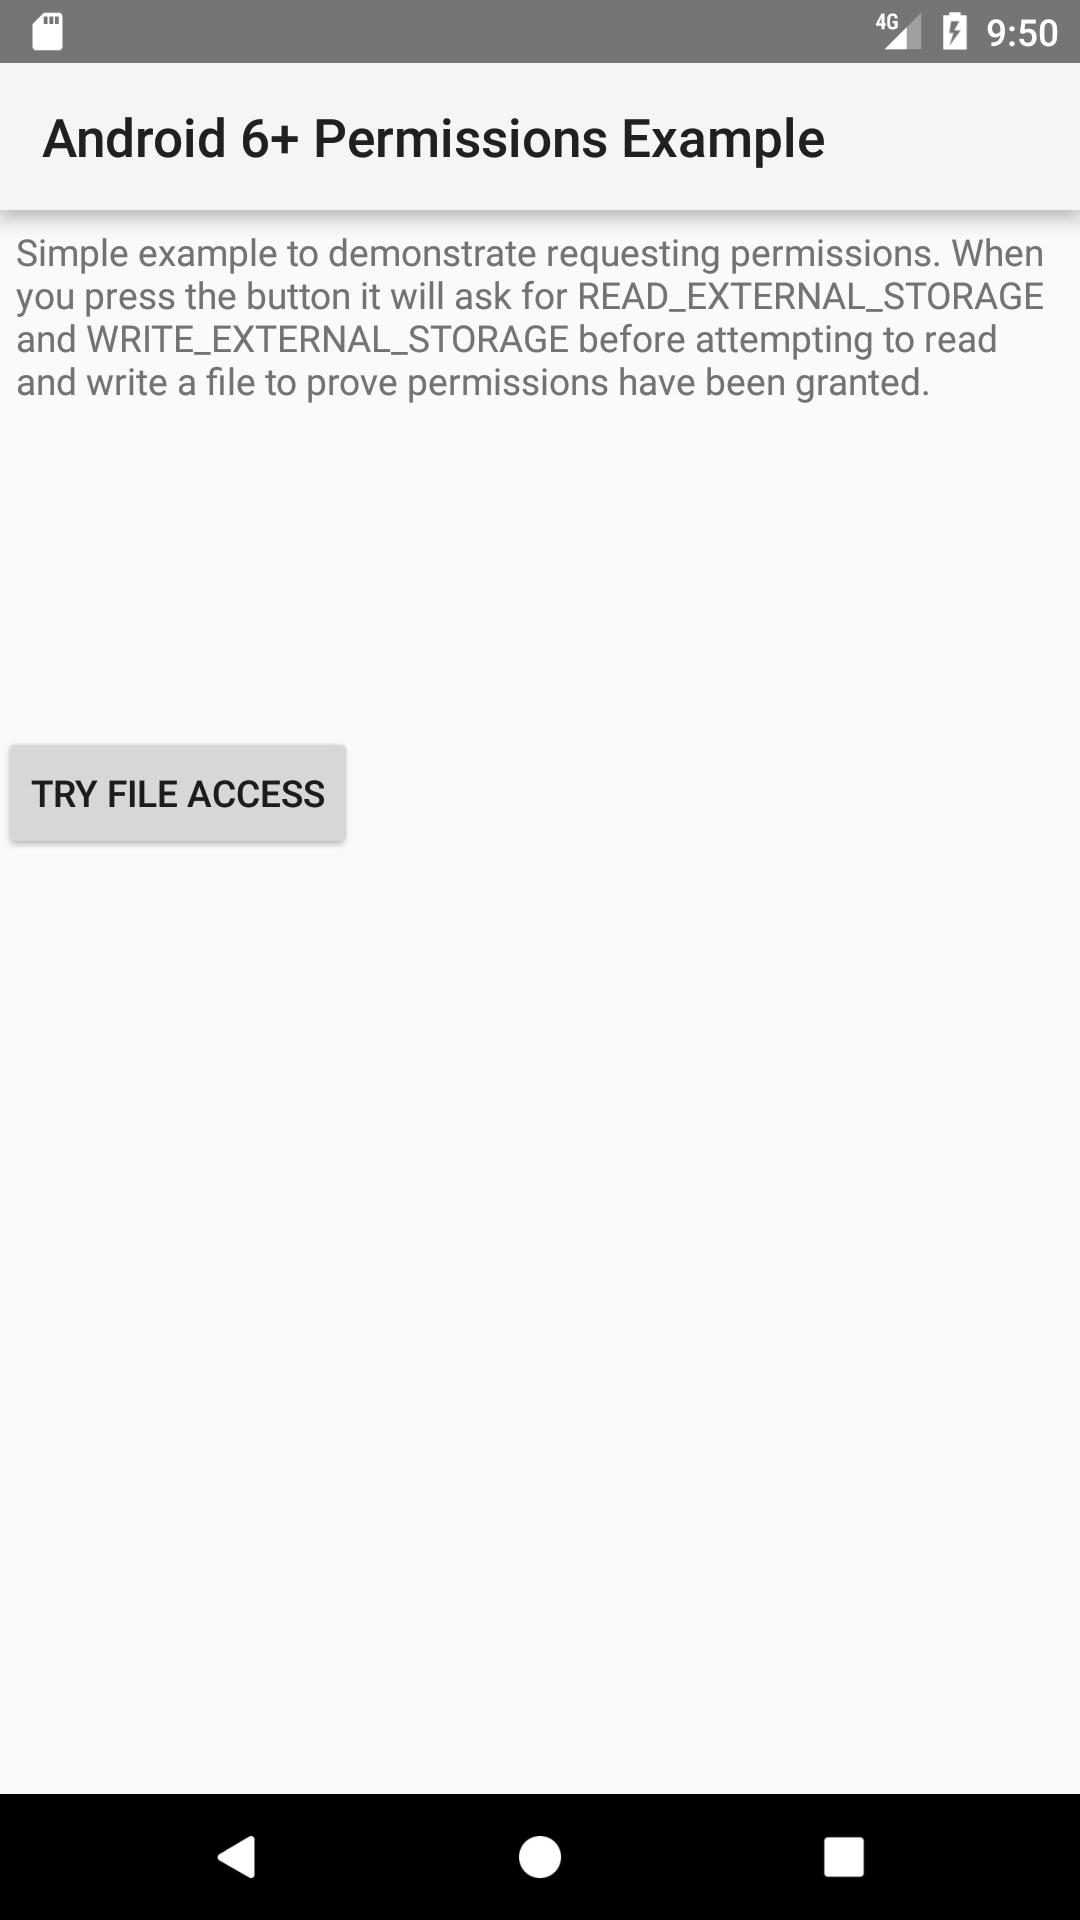 4G 9:50
Android 6+ Permissions Example
Simple example to demonstrate requesting permissions. When
you press the button it will ask for READ_EXTERNAL_STORAGE
and WRITE_EXTERNAL_STORAGE before attempting to read
and write a file to prove permissions have been granted.
TRY FILE ACCESS